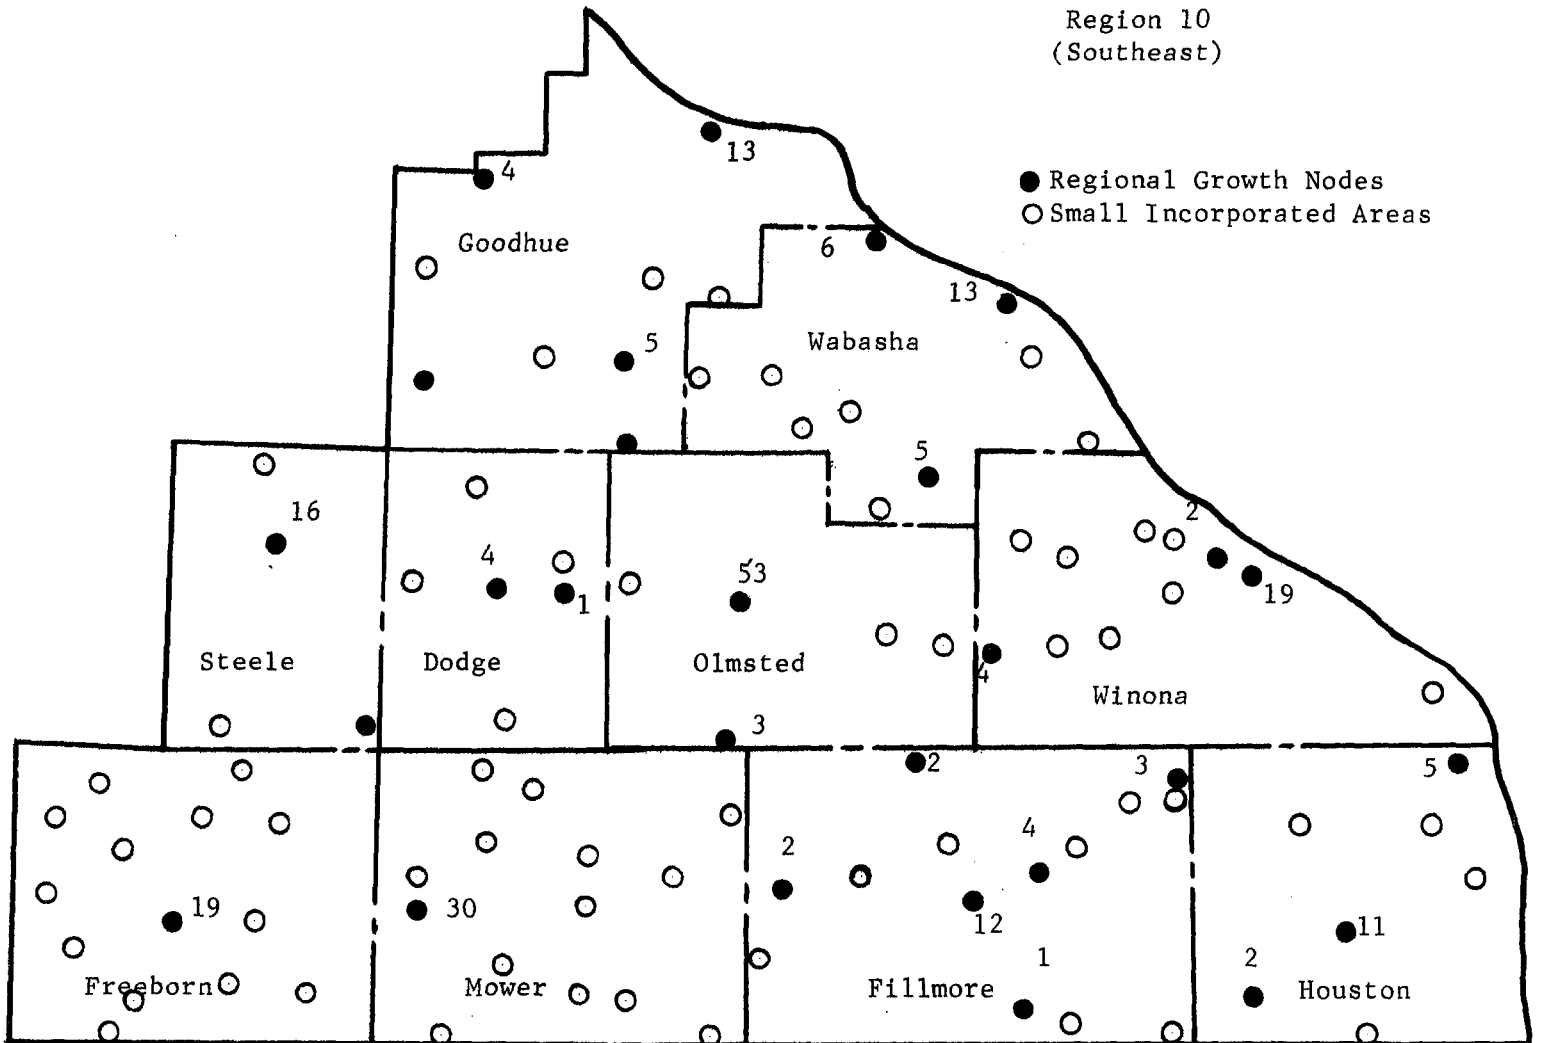 Region 10
(Southeast)
13
4
Regional Growth Nodes
Small Incorporated Areas
Goodhue
6
13
5
Wabasha
5
16
2
4
53
1
19
Steele
Dodge
Olmsted
4
Winona
3
2
3
5
2
4
19
30
12
11
1
2
Freeborn
Mower
Fillmore
Houston